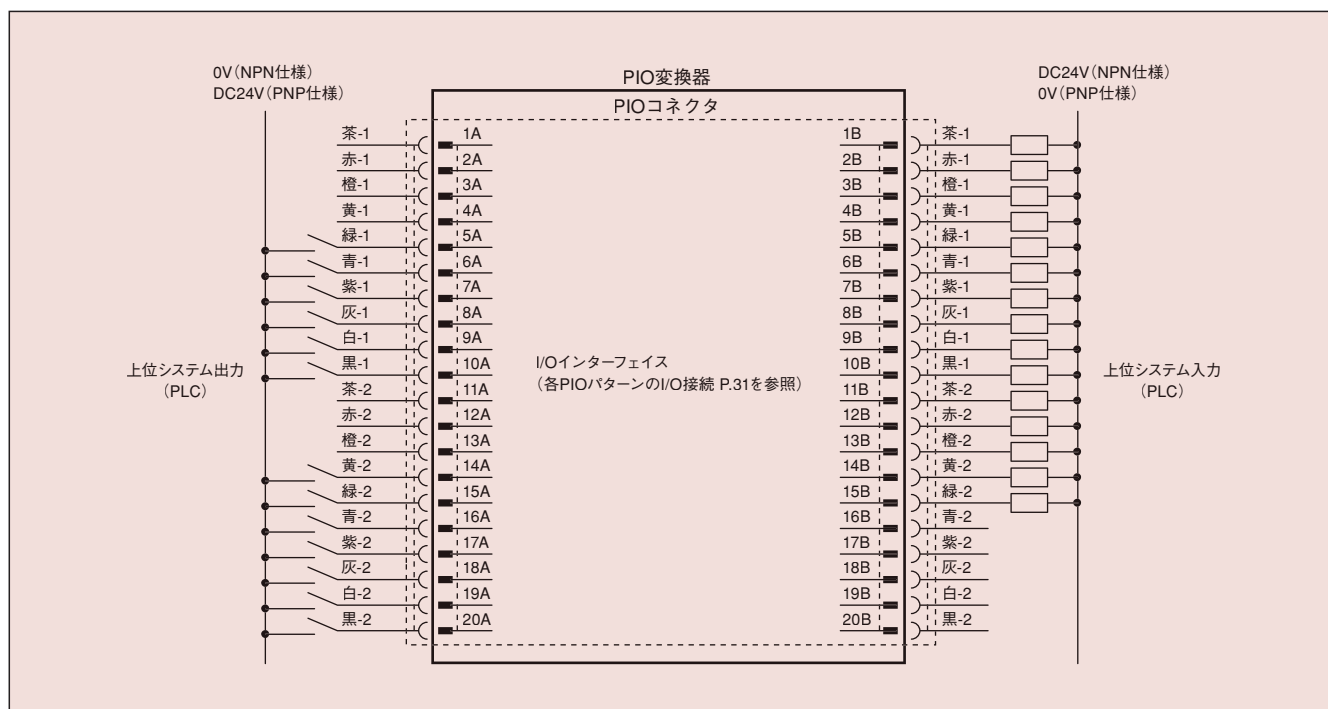 0V（NPN仕様）
DC24V（PNP仕様）
PIO変換器
PIOコネクタ
DC24V（NPN仕様）
0V（PNP仕様）
茶-1 1A 1B 茶-1
赤-1 2A 2B 赤-1
橙-1 3A 3B 橙-1
黄-1 4A 4B 黄-1
緑-1 5A 5B 緑-1
青-1 6A 6B 青-1
紫-1 7A 7B 紫-1
灰-1 8A 8B 灰-1
白-1 9A 9B 白-1
黒-1 10A 10B 黒-1
茶-2 11A 11B 茶-2
赤-2 12A 12B 赤-2
橙-2 13A 13B 橙-2
黄-2 14A 14B 黄-2
緑-2 15A 15B 緑-2
青-2 16A 16B 青-2
紫-2 17A 17B 紫-2
灰-2 18A 18B 灰-2
白-2 19A 19B 白-2
黒-2 20A 20B 黒-2
上位システム出力
（PLC）
I/Oインターフェイス
（各PIOパターンのI/O接続 P.31を参照）
上位システム入力
（PLC）